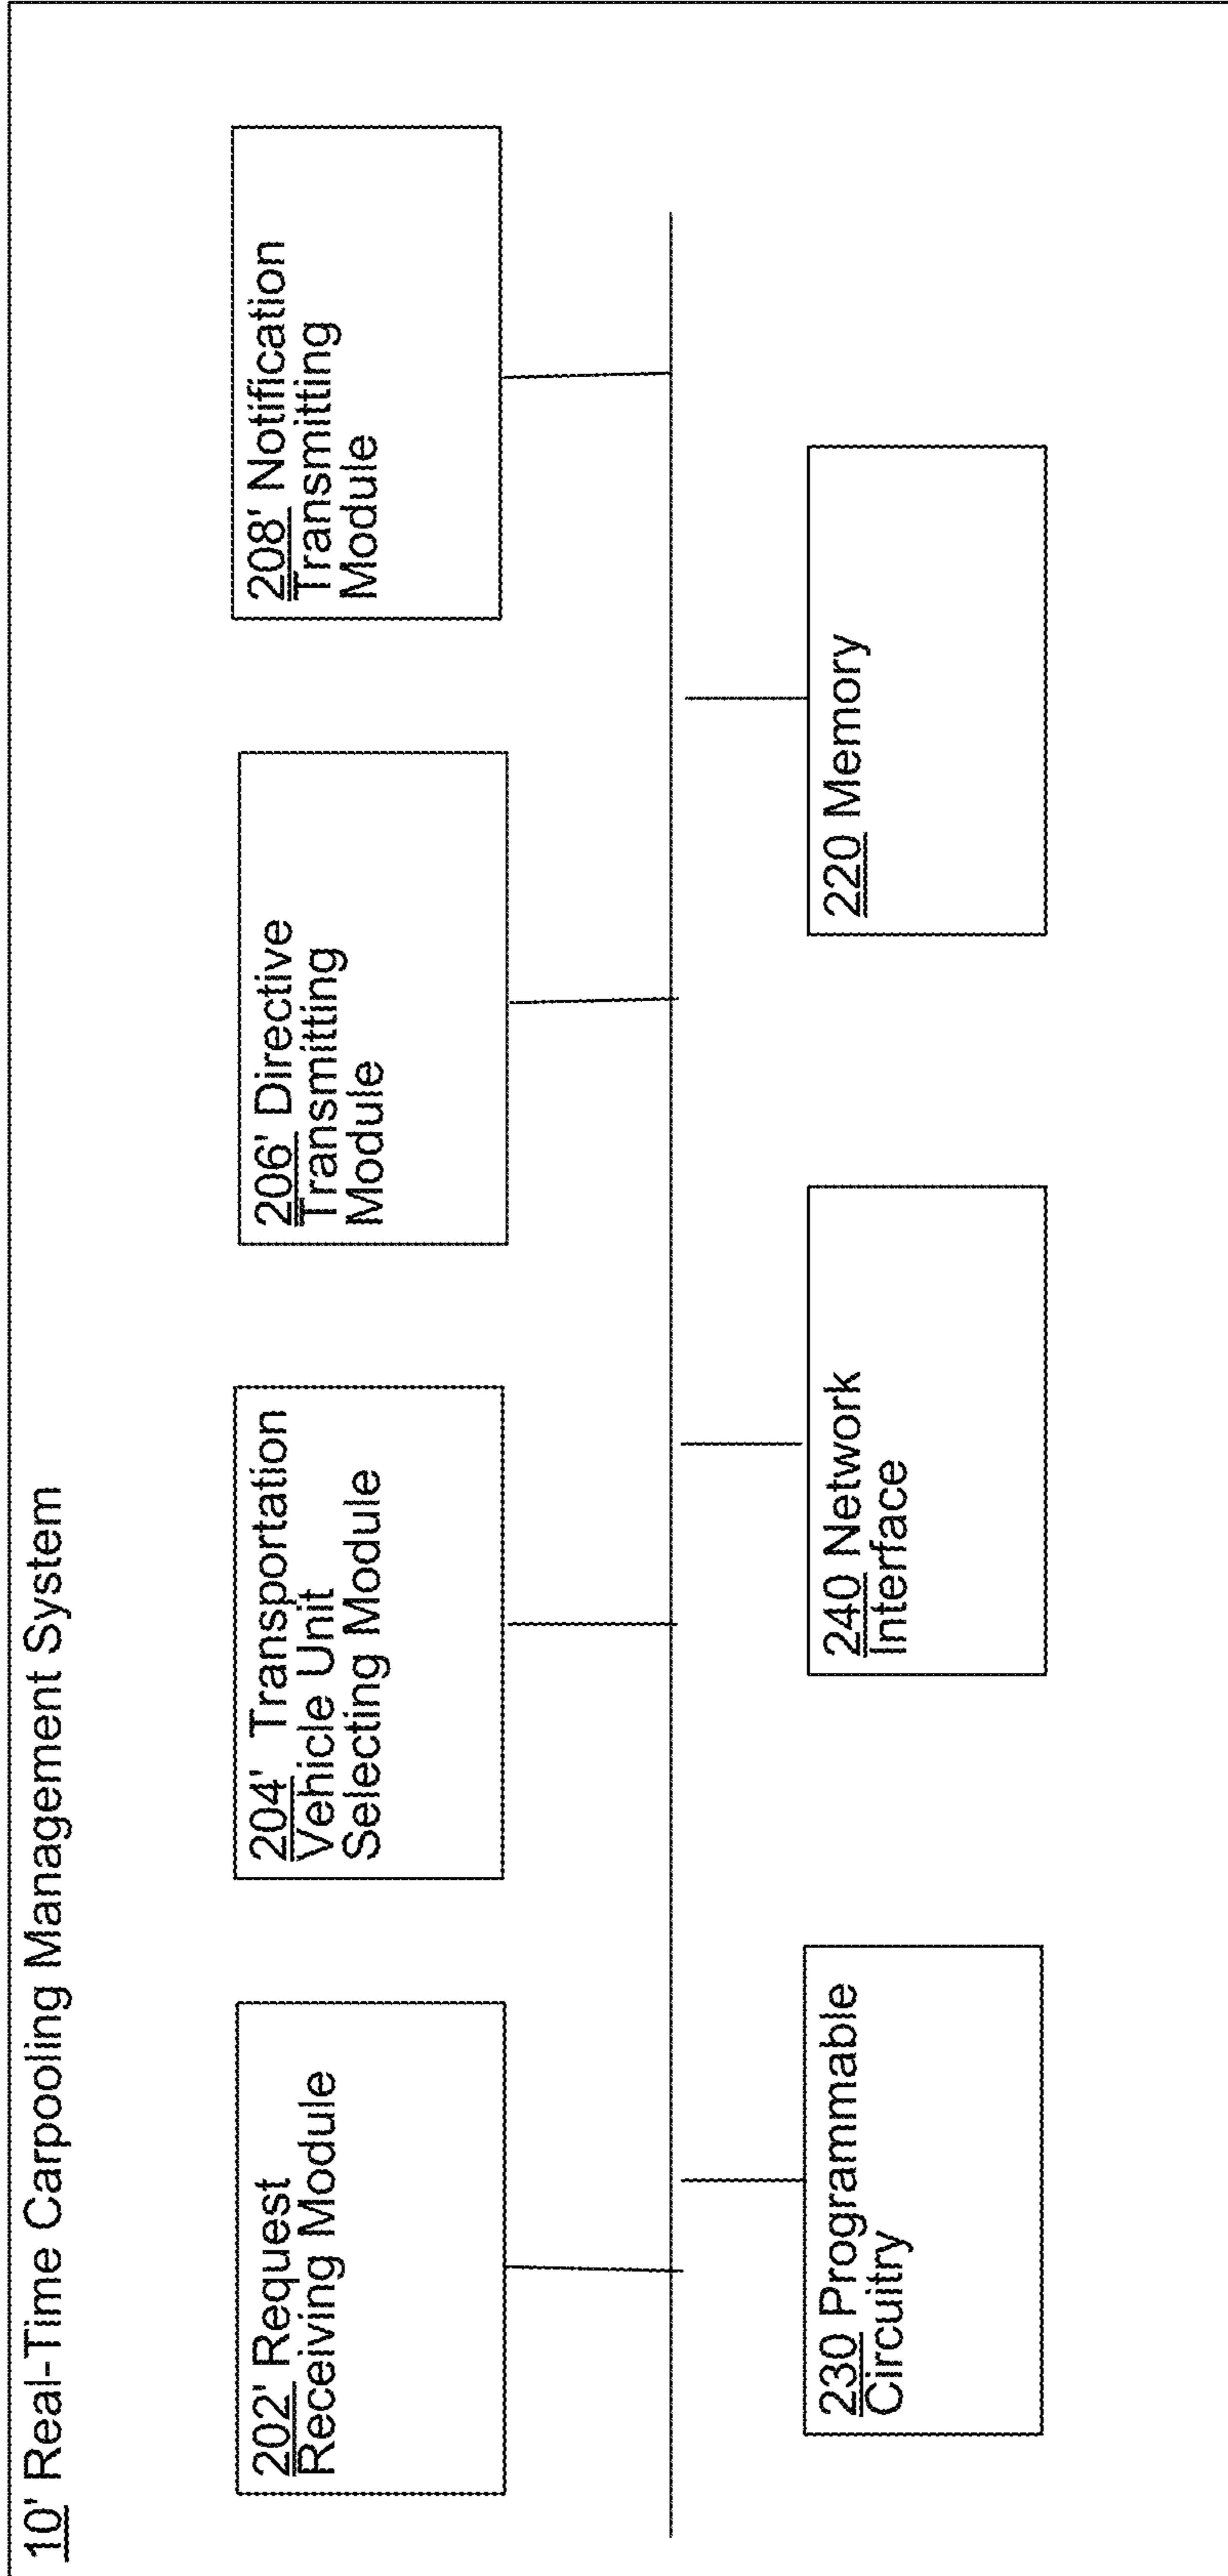 10' Real-Time Carpooling Management System
202' Request
Receiving Module
204' Transportation
Vehicle Unit
Selecting Module
206' Directive
Transmitting
Module
208' Notification
Transmitting
Module
230 Programmable
Circuitry
240 Network
Interface
220 Memory